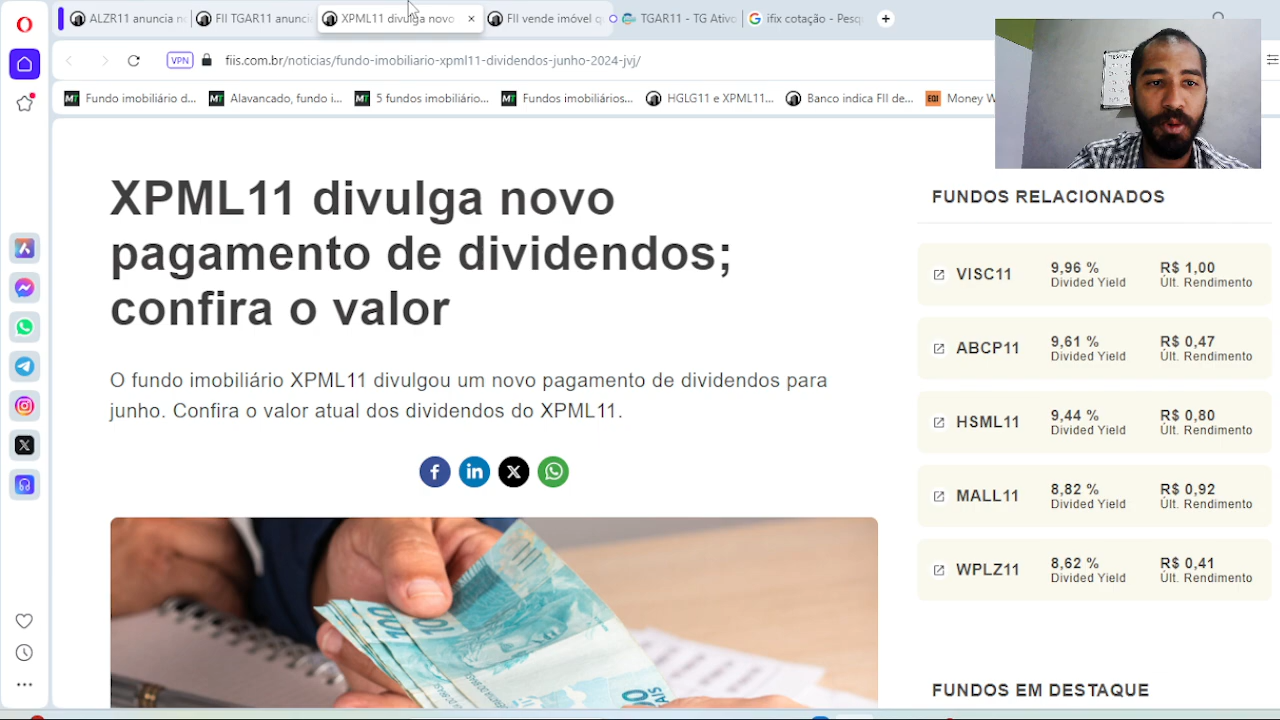 ALZR11 anuncia n
FII TGAR11 anunci
XPML11 divulga novo
FII vende imóvel q
TGAR11 - TG Ativo
ifix cotação - Pesqu
VPN
fiis.com.br/noticias/fundo-imobiliario-xpml11-dividendos-junho-2024-jvj/
Fundo imobiliário d...
Alavancado, fundo i...
5 fundos imobiliário...
Fundos imobiliários...
HGLG11 e XPML11...
Banco indica FII de...
EQI
Money W
XPML11 divulga novo
pagamento de dividendos;
confira o valor
O fundo imobiliário XPML11 divulgou um novo pagamento de dividendos para
junho. Confira o valor atual dos dividendos do XPML11.
FUNDOS RELACIONADOS
VISC11 9,96 % R$ 1,00
Divided Yield Últ. Rendimento
ABCP11 9,61 % R$ 0,47
Divided Yield Últ. Rendimento
HSML11 9,44 % R$ 0,80
Divided Yield Últ. Rendimento
MALL11 8,82 % R$ 0,92
Divided Yield Últ. Rendimento
WPLZ11 8,62 % R$ 0,41
Divided Yield Últ. Rendimento
FUNDOS EM DESTAQUE